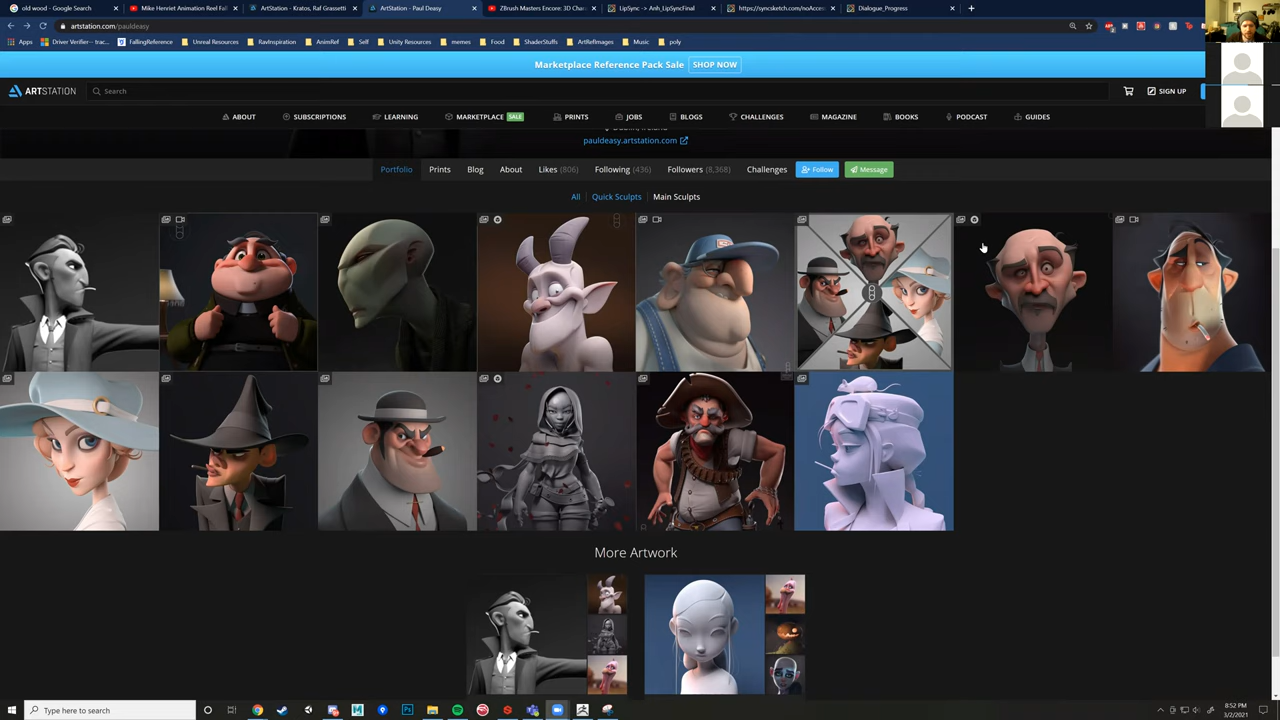 old wood - Google Search
Mike Henriet Animation Reel Fal
ArtStation - Kratos, Raf Grassetti
ArtStation - Paul Deasy
ZBrush Masters Encore: 3D Char
LipSync -> Anh_LipSyncFinal
https://syncsketch.com/noAcces
Dialogue_Progress
artstation.com/pauldeasy
Apps
Driver Verifier-- trac...
FallingReference
Unreal Resources
RavInspiration
AnimRef
Self
Unity Resources
memes
Food
ShaderStuffs
ArtRefImages
Music
poly
Marketplace Reference Pack Sale
SHOP NOW
ARTSTATION
Search
SIGN UP
ABOUT
SUBSCRIPTIONS
LEARNING
MARKETPLACE SALE
PRINTS
JOBS
BLOGS
CHALLENGES
MAGAZINE
BOOKS
PODCAST
GUIDES
Dublin, Ireland
pauldeasy.artstation.com
Portfolio
Prints
Blog
About
Likes (806)
Following (436)
Followers (8,368)
Challenges
Follow
Message
All
Quick Sculpts
Main Sculpts
More Artwork
Type here to search
8:52 PM
3/2/2021